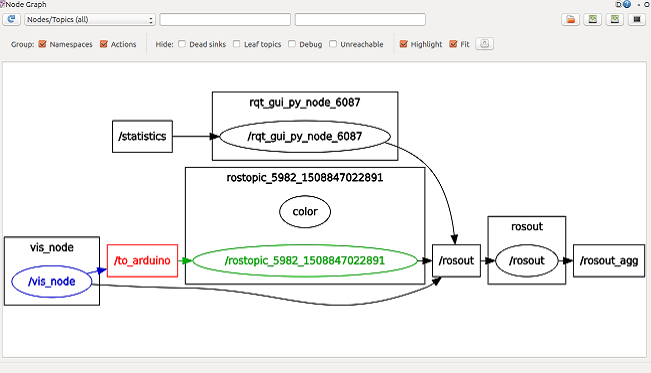 Node Graph
Nodes/Topics (all)
Group: Namespaces Actions Hide: Dead sinks Leaf topics Debug Unreachable Highlight Fit
rqt_gui_py_node_6087
/statistics
/rqt_gui_py_node_6087
rostopic_5982_1508847022891
color
vis_node
rosout
/to_arduino
/rostopic_5982_1508847022891
/rosout
/rosout
/rosout_agg
/vis_node